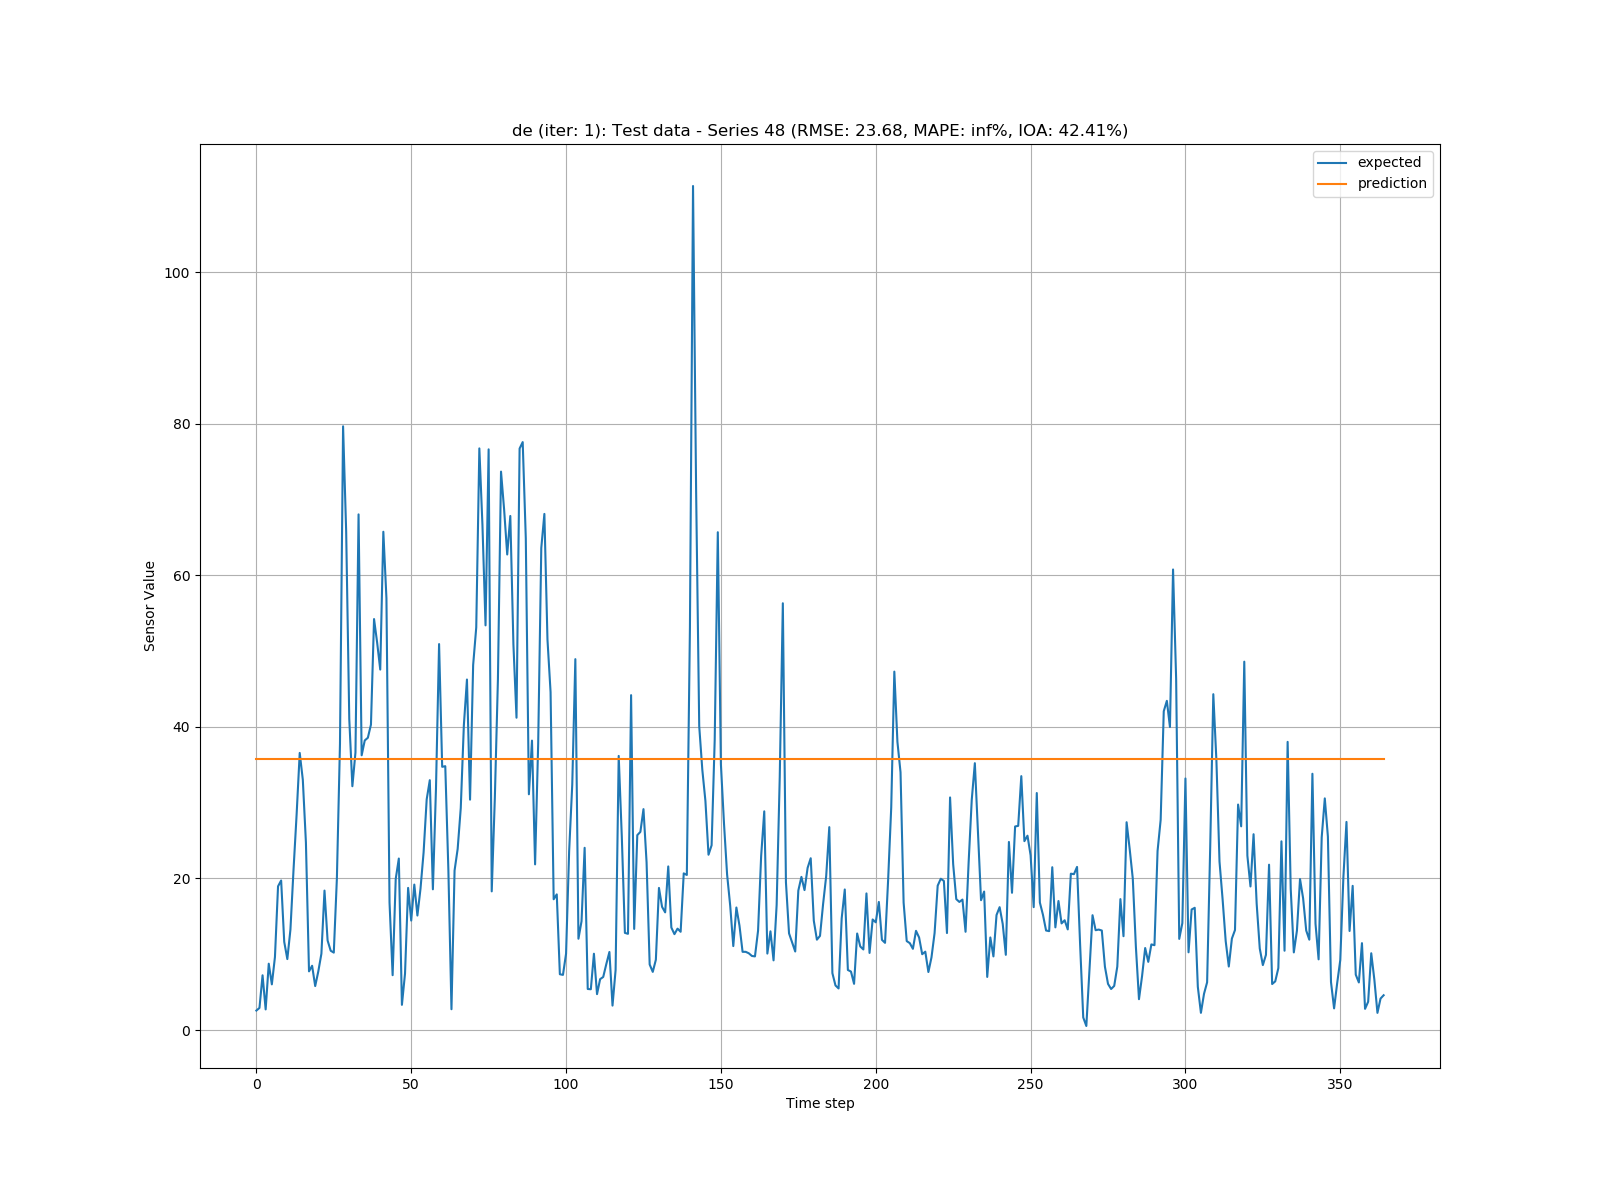 de (iter: 1): Test data - Series 48 (RMSE: 23.68, MAPE: inf%, IOA: 42.41%)
expected
prediction
100
80
60
40
20
0
Sensor Value
0 50 100 150 200 250 300 350
Time step